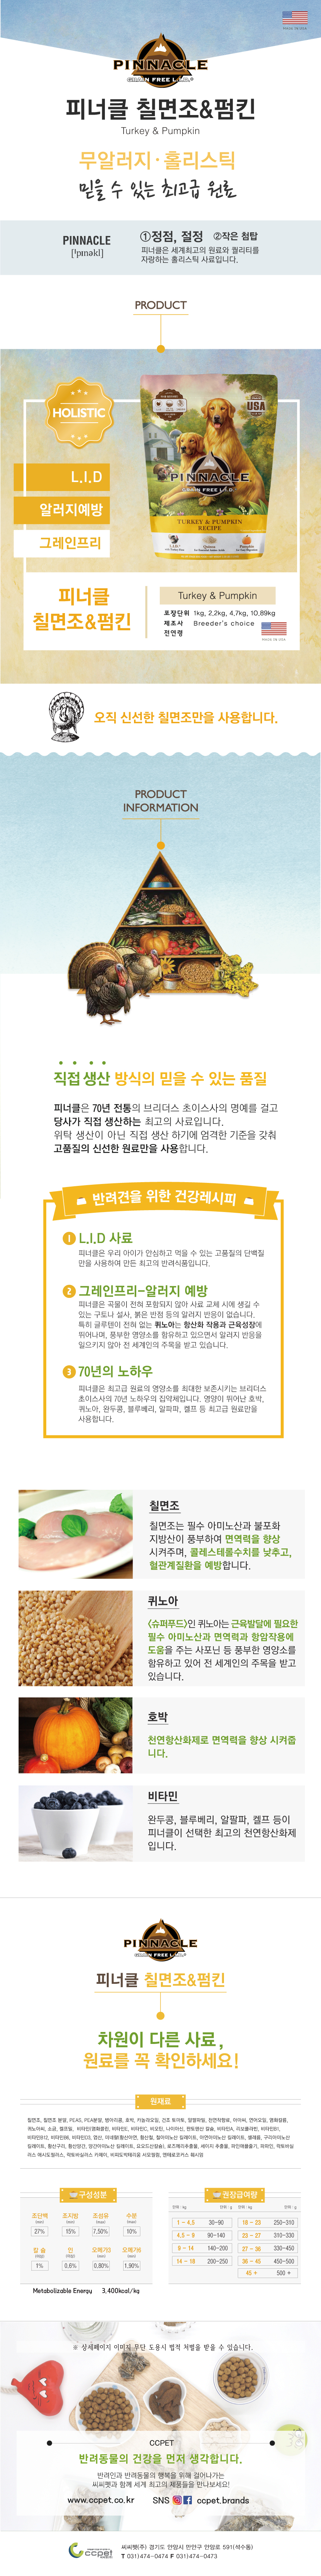 MADE IN USA
PINNACLE
GRAIN FREE L.I.D.
피너클 칠면조&펌킨
Turkey & Pumpkin
무알러지·홀리스틱
믿을 수 있는 최고급 원료
PINNACLE
①정점, 절정 ②작은 첨탑
피너클은 세계최고의 원료와 퀄리티를
자랑하는 홀리스틱 사료입니다.
PRODUCT
HOLISTIC
L.I.D
알러지예방
그레인프리
USA
PINNACLE
GRAIN FREE L.I.D.
TURKEY & PUMPKIN
RECIPE
피너클
칠면조&펌킨
Turkey & Pumpkin
포장단위 1kg, 2.2kg, 4.7kg, 10.89kg
제조사 Breeder's choice
전연령
MADE IN USA
오직 신선한 칠면조만을 사용합니다.
PRODUCT
INFORMATION
직접 생산 방식의 믿을 수 있는 품질
피너클은 70년 전통의 브리더스 초이스사의 명예를 걸고
당사가 직접 생산하는 최고의 사료입니다.
위탁 생산이 아닌 직접 생산 하기에 엄격한 기준을 갖춰
고품질의 신선한 원료만을 사용합니다.
반려견을 위한 건강레시피
1 L.I.D 사료
피너클은 우리 아이가 안심하고 먹을 수 있는 고품질의 단백질
만을 사용하여 만든 최고의 반려식품입니다.
2 그레인프리-알러지 예방
피너클은 곡물이 전혀 포함되지 않아 사료 교체 시에 생길 수
있는 구토나 설사, 붉은 반점 등의 알러지 반응이 없습니다.
특히 글루텐이 전혀 없는 퀴노아는 항산화 작용과 근육성장에
뛰어나며, 풍부한 영양소를 함유하고 있으면서 알러지 반응을
일으키지 않아 전 세계인의 주목을 받고 있습니다.
3 70년의 노하우
피너클은 최고급 원료의 영양소를 최대한 보존시키는 브리더스
초이스사의 70년 노하우의 집약체입니다. 영양이 뛰어난 호박,
퀴노아, 완두콩, 블루베리, 알파파, 켈프 등 최고급 원료만을
사용합니다.
칠면조
칠면조는 필수 아미노산과 불포화
지방산이 풍부하여 면역력을 향상
시켜주며, 콜레스테롤수치를 낮추고,
혈관계질환을 예방합니다.
퀴노아
<슈퍼푸드>인 퀴노아는 근육발달에 필요한
필수 아미노산과 면역력과 항암작용에
도움을 주는 사포닌 등 풍부한 영양소를
함유하고 있어 전 세계인의 주목을 받고
있습니다.
호박
천연항산화제로 면역력을 향상 시켜줍
니다.
비타민
완두콩, 블루베리, 알팔파, 켈프 등이
피너클이 선택한 최고의 천연항산화제
입니다.
PINNACLE
GRAIN FREE L.I.D.
피너클 칠면조&펌킨
차원이 다른 사료,
원료를 꼭 확인하세요!
원재료
구성성분
조단백 조지방 조섬유 수분
27% 15% 7.50% 10%
칼 슘 인 오메가3 오메가6
1% 0.6% 0.80% 1.90%
Metabolizable Energy 3,400kcal/kg
권장급여량
단위 : kg 단위 : g 단위 : kg 단위 : g
1 - 4.5 30-90 18 - 23 250-310
4.5 - 9 90-140 23 - 27 310-330
9 - 14 140-200 27 - 36 330-450
14 - 18 200-250 36 - 45 450-500
45 + 500 +
※ 상세페이지 이미지 무단 도용시 법적 처벌을 받을 수 있습니다.
CCPET
반려동물의 건강을 먼저 생각합니다.
반려인과 반려동물의 행복을 위해 걸어나가는
씨씨펫과 함께 세계 최고의 제품들을 만나보세요!
www.ccpet.co.kr SNS ccpet.brands
ccpet
씨씨펫(주) 경기도 안양시 만안구 안양로 591(석수동)
T 031)474-0474 F 031)474-0473